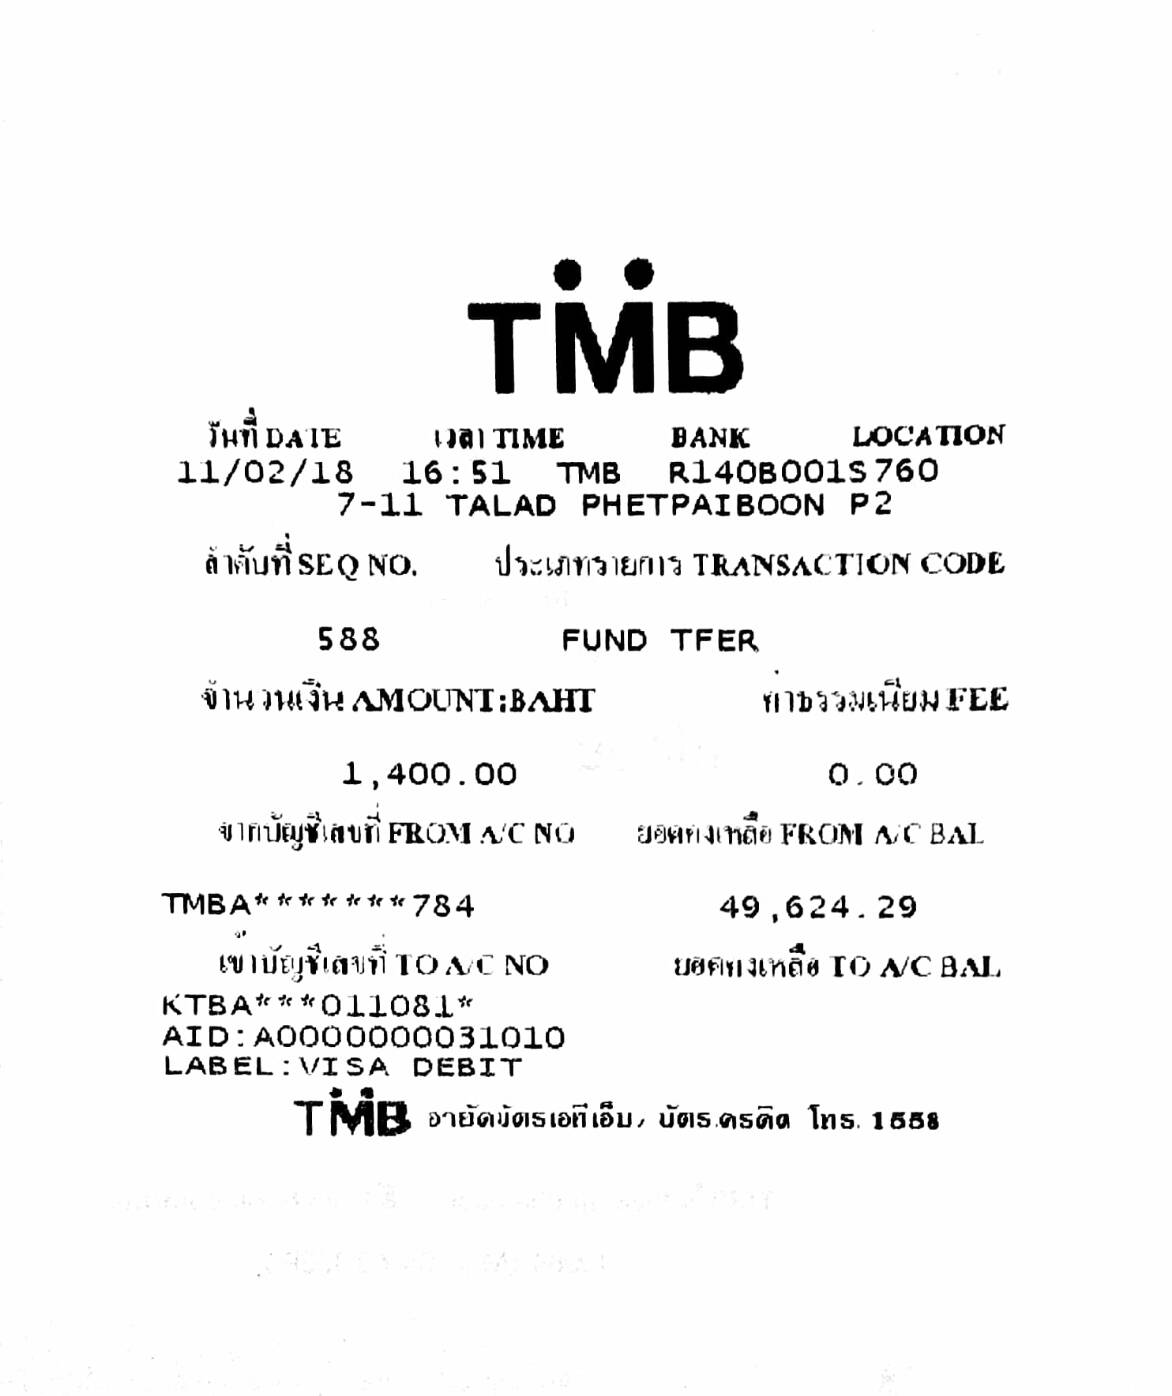 TMB
วันที่ DATE เวลา TIME BANK LOCATION
11/02/18 16:51 TMB R140B001S760
7-11 TALAD PHETPAIBOON P2
ลำดับที่ SEQ NO. ประเภทรายการ TRANSACTION CODE
588 FUND TFER
จำนวนเงิน AMOUNT:BAHT ค่าธรรมเนียม FEE
1,400.00 0.00
จากบัญชีเลขที่ FROM A/C NO ยอดคงเหลือ FROM A/C BAL
TMBA*******784 49,624.29
เข้าบัญชีเลขที่ TO A/C NO ยอดคงเหลือ TO A/C BAL
KTBA***011081*
AID:A0000000031010
LABEL:VISA DEBIT
TMB อายัดบัตรเอทีเอ็ม, บัตรเครดิต โทร. 1558